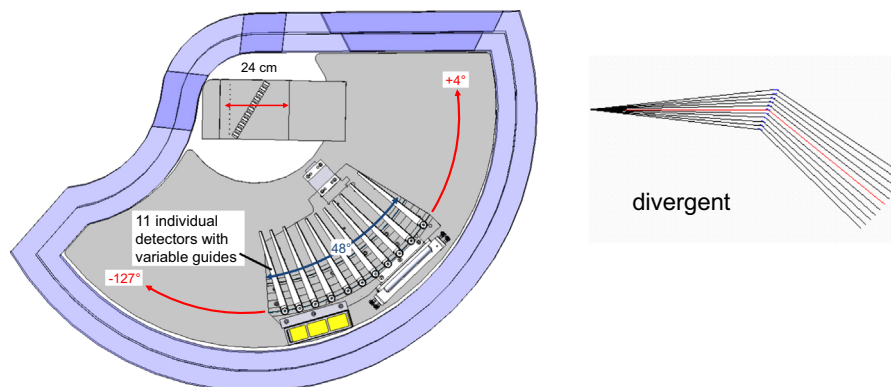 24 cm
+4°
11 individual
detectors with
variable guides
48°
-127°
divergent